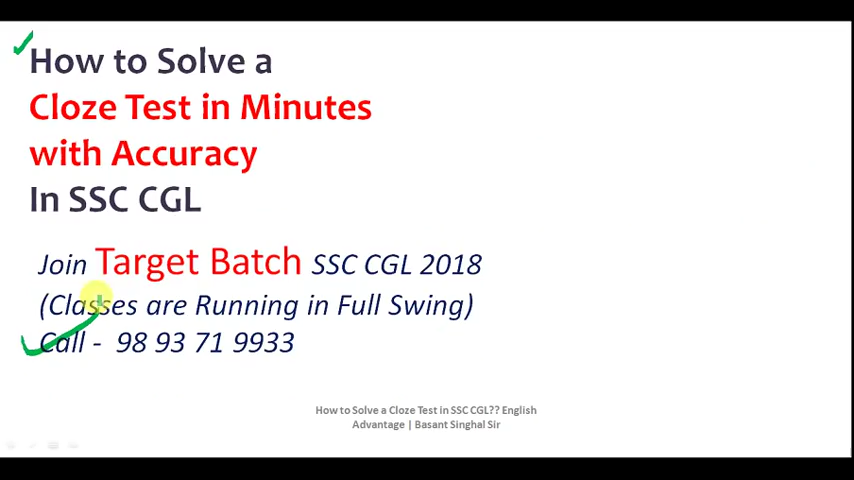 How to Solve a
Cloze Test in Minutes
with Accuracy
In SSC CGL
Join Target Batch SSC CGL 2018
(Classes are Running in Full Swing)
Call - 98 93 71 9933
How to Solve a Cloze Test in SSC CGL?? English
Advantage | Basant Singhal Sir